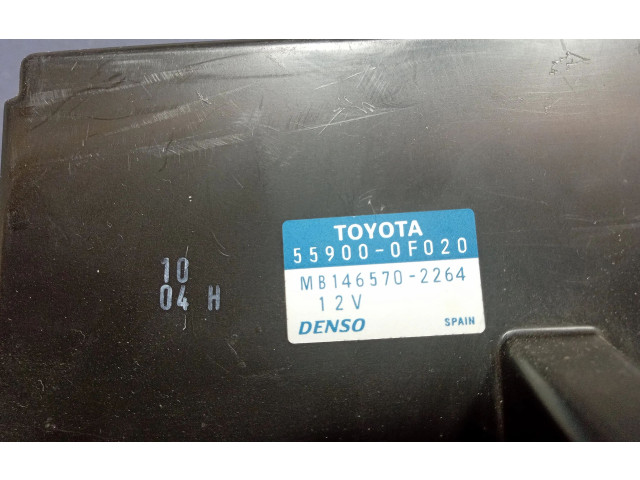 TOYOTA
55900-0F020
MB146570-2264
12V
DENSO SPAIN
10
04 H